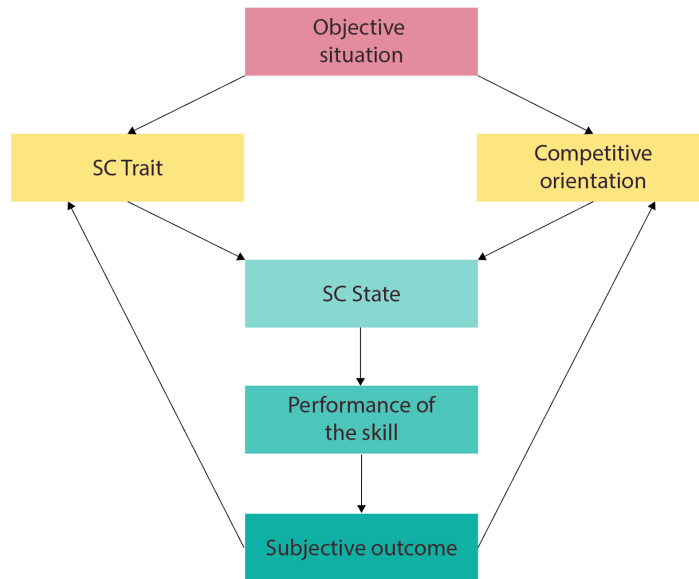 Objective
situation
SC Trait
Competitive
orientation
SC State
Performance of
the skill
Subjective outcome